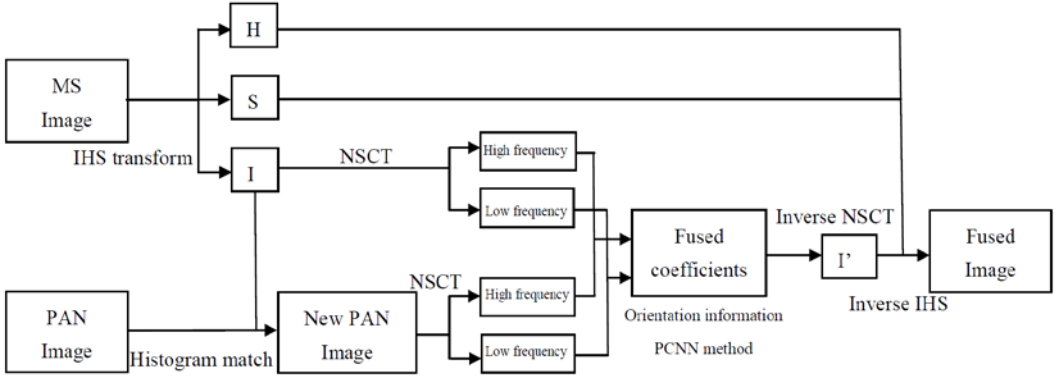 H
MS
Image
S
IHS transform
I
NSCT
High frequency
Low frequency
Fused
coefficients
Inverse NSCT
I’
Fused
Image
Inverse IHS
PAN
Image
Histogram match
New PAN
Image
NSCT
High frequency
Low frequency
Orientation information
PCNN method